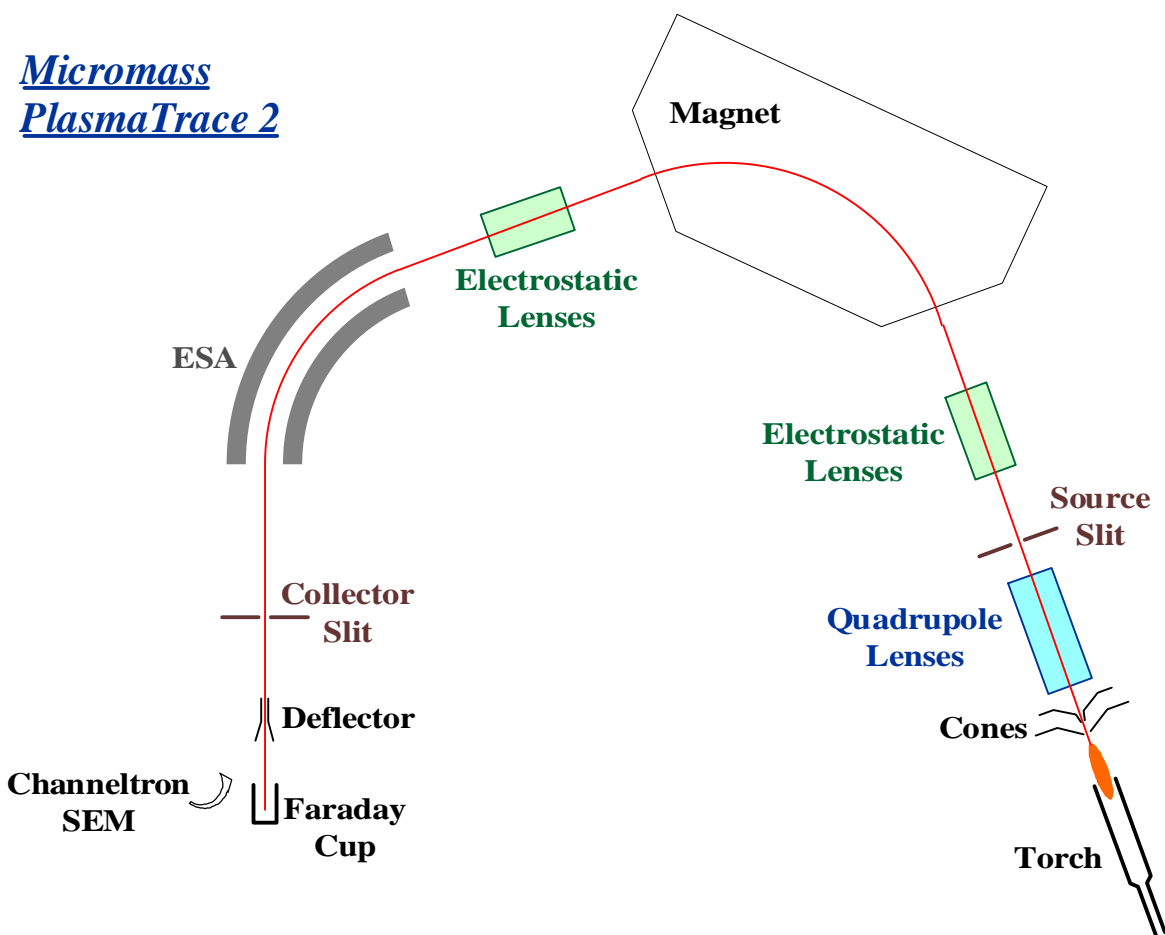 Micromass
PlasmaTrace 2
Magnet
Electrostatic
Lenses
ESA
Electrostatic
Lenses
Source
Slit
Collector
Slit
Quadrupole
Lenses
Deflector
Cones
Channeltron
SEM
Faraday
Cup
Torch